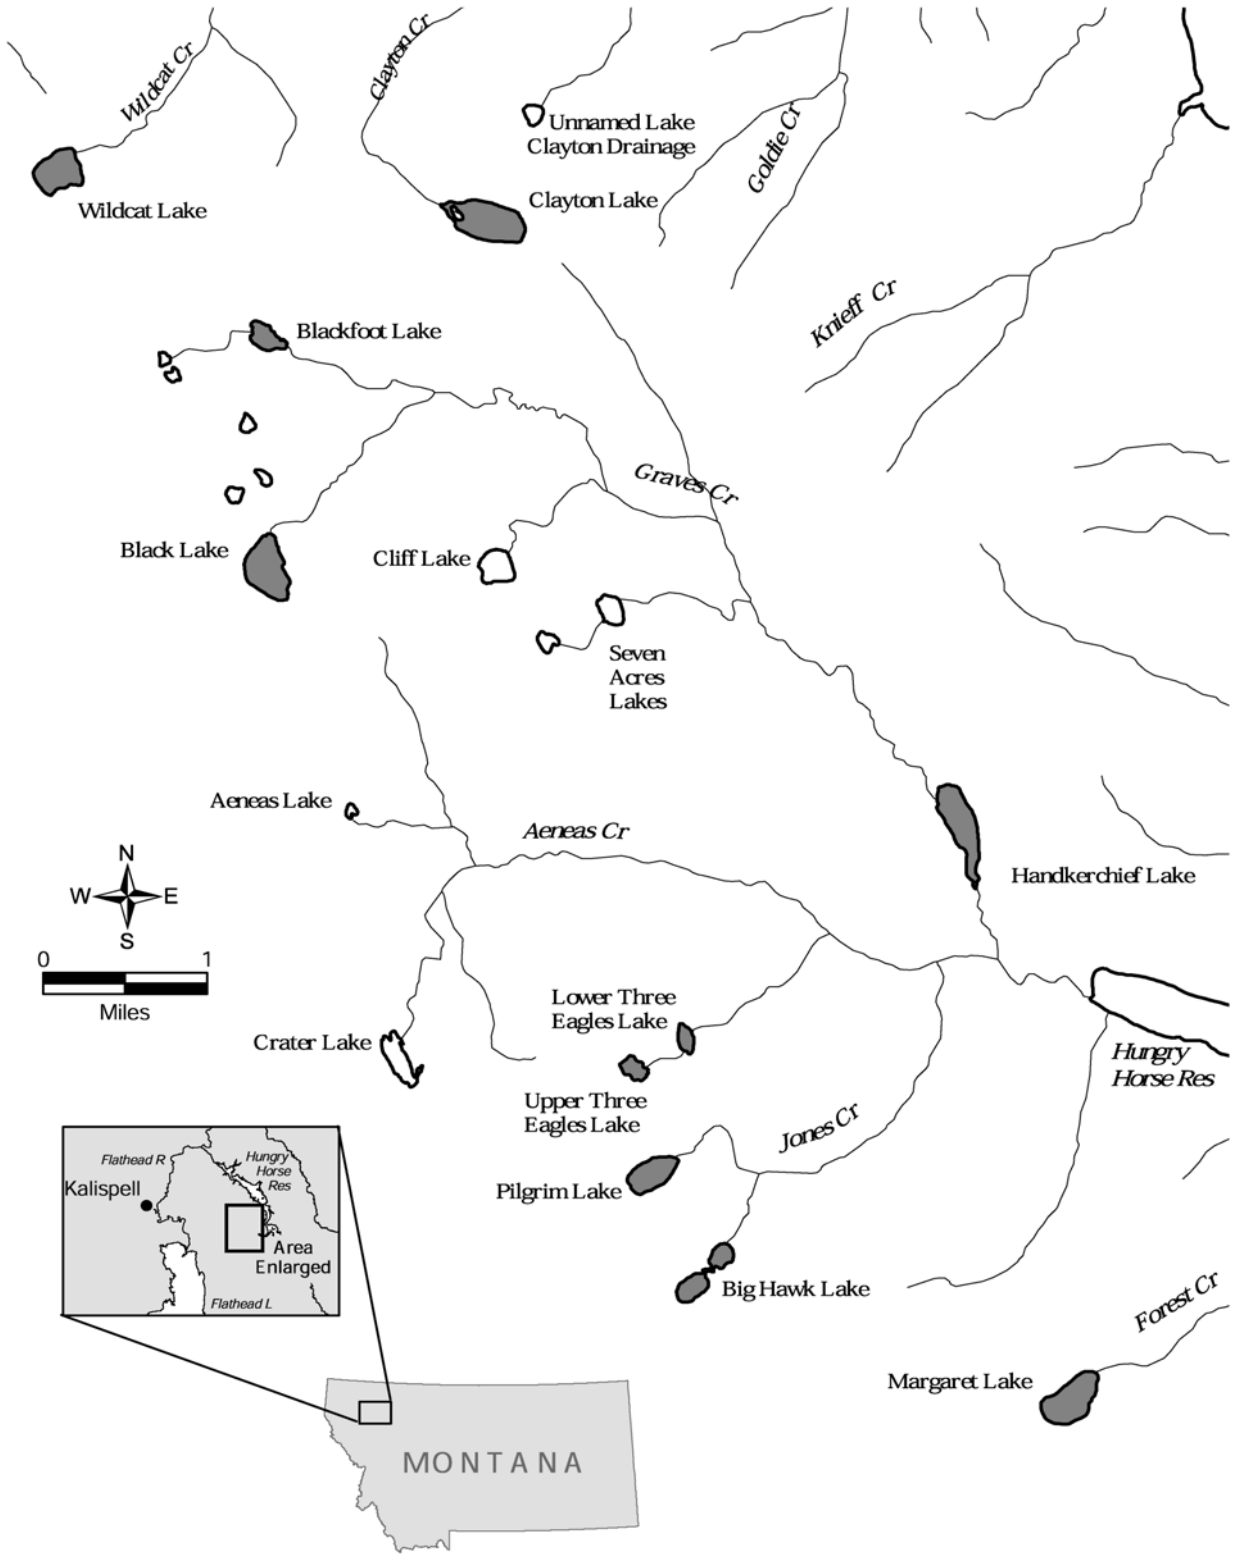 Wildcat Cr
Clayton Cr
Unnamed Lake
Clayton Drainage
Goldie Cr
Wildcat Lake
Clayton Lake
Knieff Cr
Blackfoot Lake
Graves Cr
Black Lake
Cliff Lake
Seven
Acres
Lakes
Aeneas Lake
Aeneas Cr
Handkerchief Lake
N
W E
S
0 1
Miles
Lower Three
Eagles Lake
Crater Lake
Hungry
Horse Res
Upper Three
Eagles Lake
Jones Cr
Pilgrim Lake
Flathead R
Hungry
Horse
Res
Kalispell
Area
Enlarged
Flathead L
Big Hawk Lake
Forest Cr
Margaret Lake
MONTANA